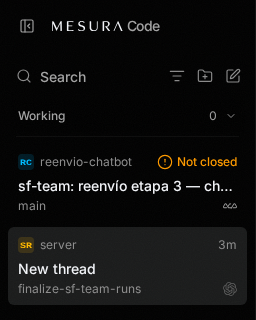 MESURA Code
Search
Working 0
RC reenvio-chatbot Not closed
sf-team: reenvío etapa 3 — ch...
main
SR server 3m
New thread
finalize-sf-team-runs